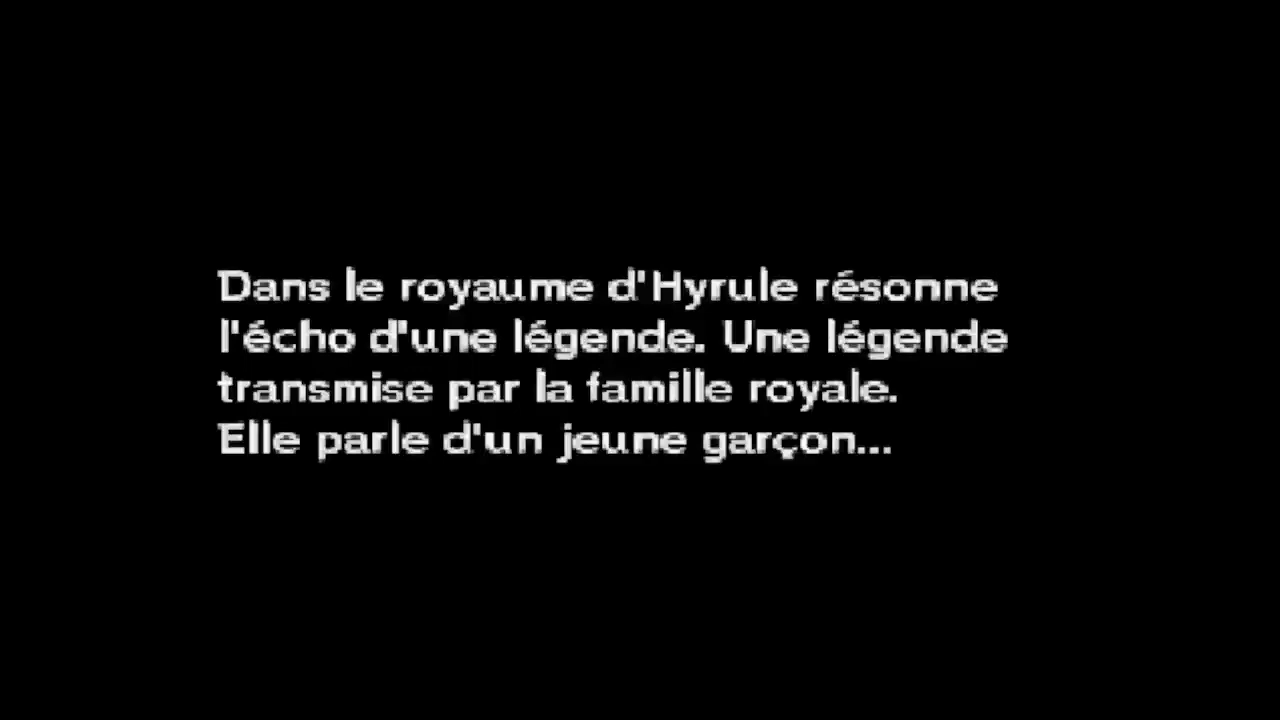 Dans le royaume d'Hyrule résonne
l'écho d'une légende. Une légende
transmise par la famille royale.
Elle parle d'un jeune garçon...